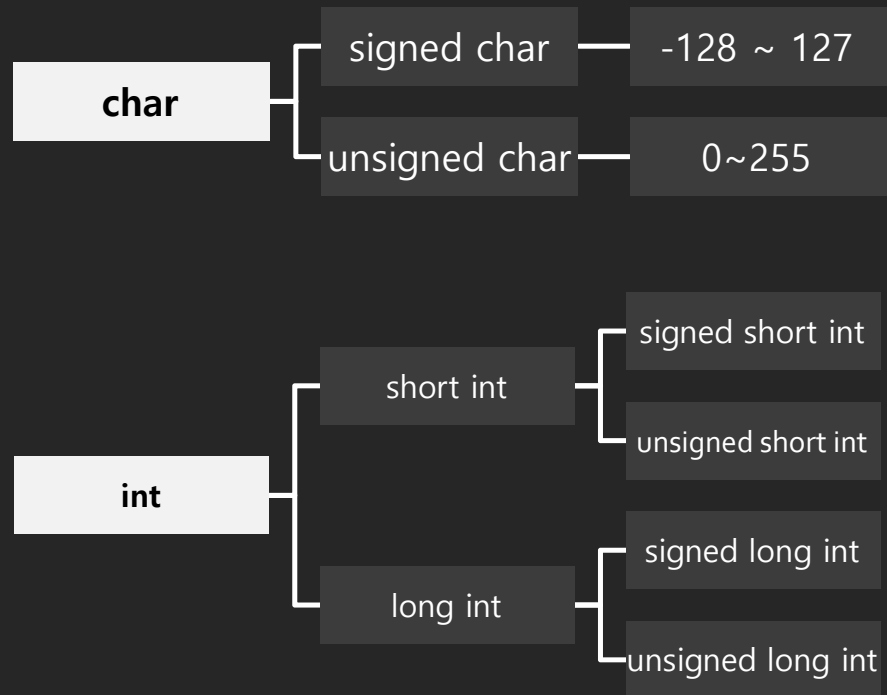 char
signed char
-128 ~ 127
unsigned char
0~255
int
short int
signed short int
unsigned short int
long int
signed long int
unsigned long int